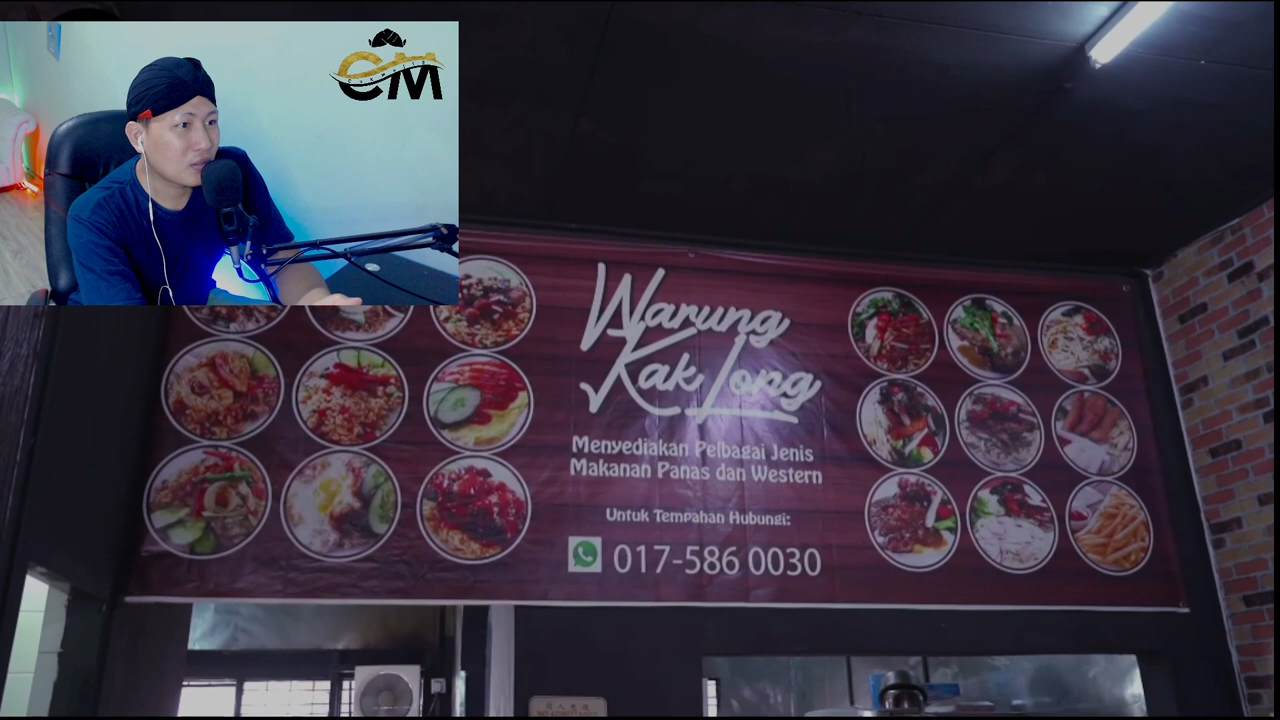 CM
Warung
Kak Long
Menyediakan Pelbagai Jenis
Makanan Panas dan Western
Untuk Tempahan Hubungi:
017-586 0030